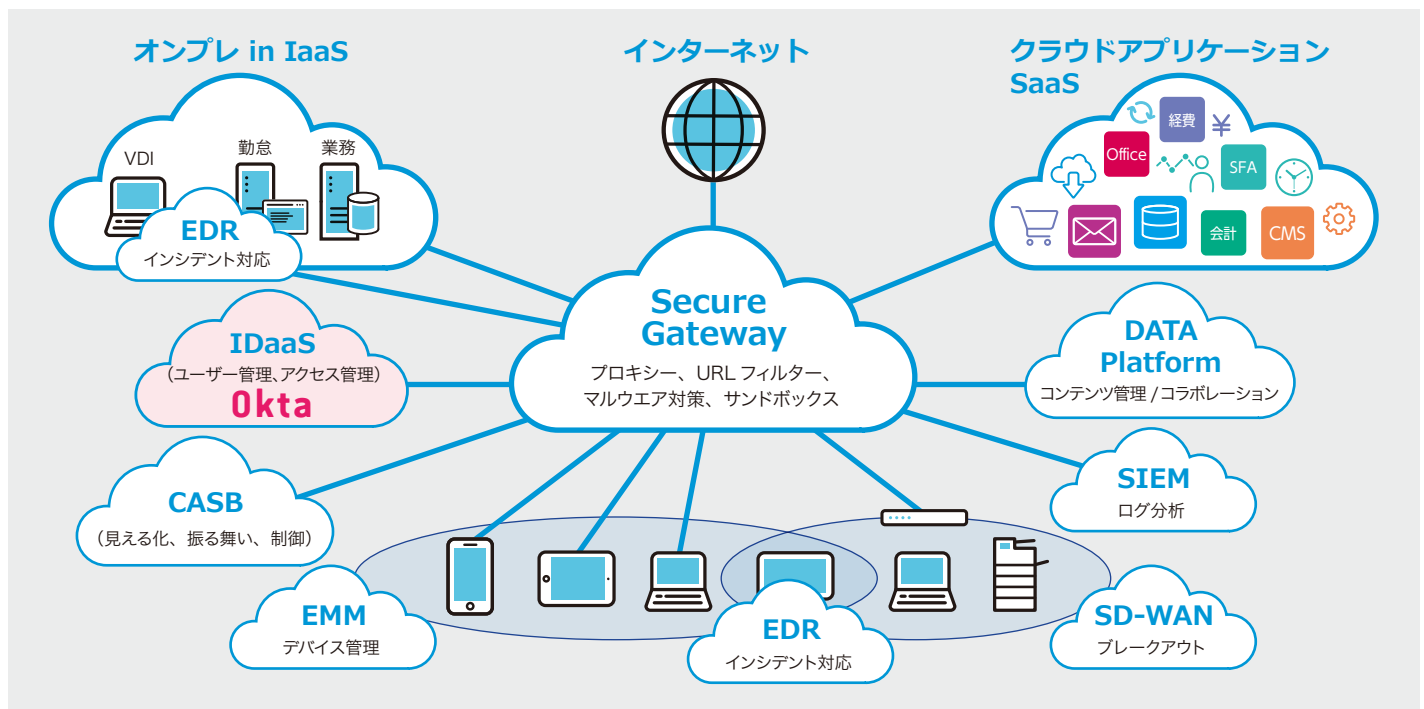 オンプレ in IaaS
インターネット
クラウドアプリケーション
SaaS
VDI
勤怠
業務
EDR
インシデント対応
経費
¥
Office
SFA
会計
CMS
Secure
Gateway
プロキシー、URL フィルター、
マルウエア対策、サンドボックス
IDaaS
(ユーザー管理、アクセス管理)
Okta
DATA
Platform
コンテンツ管理 / コラボレーション
CASB
(見える化、振る舞い、制御)
SIEM
ログ分析
EMM
デバイス管理
EDR
インシデント対応
SD-WAN
ブレークアウト